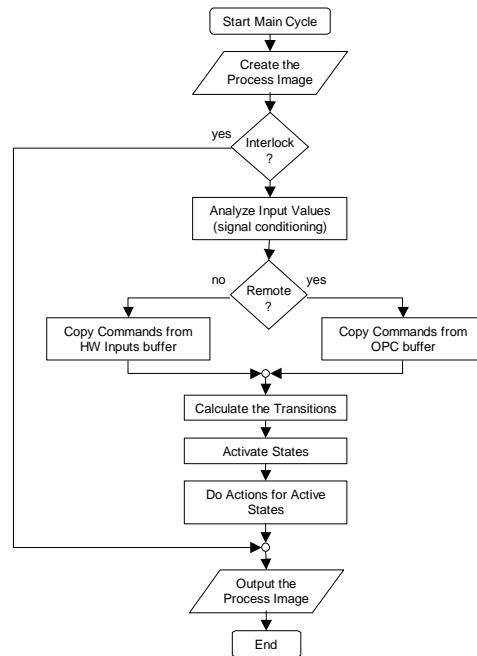 Start Main Cycle
Create the
Process Image
yes
Interlock
?
Analyze Input Values
(signal conditioning)
no
Remote
?
yes
Copy Commands from
HW Inputs buffer
Copy Commands from
OPC buffer
Calculate the Transitions
Activate States
Do Actions for Active
States
Output the
Process Image
End